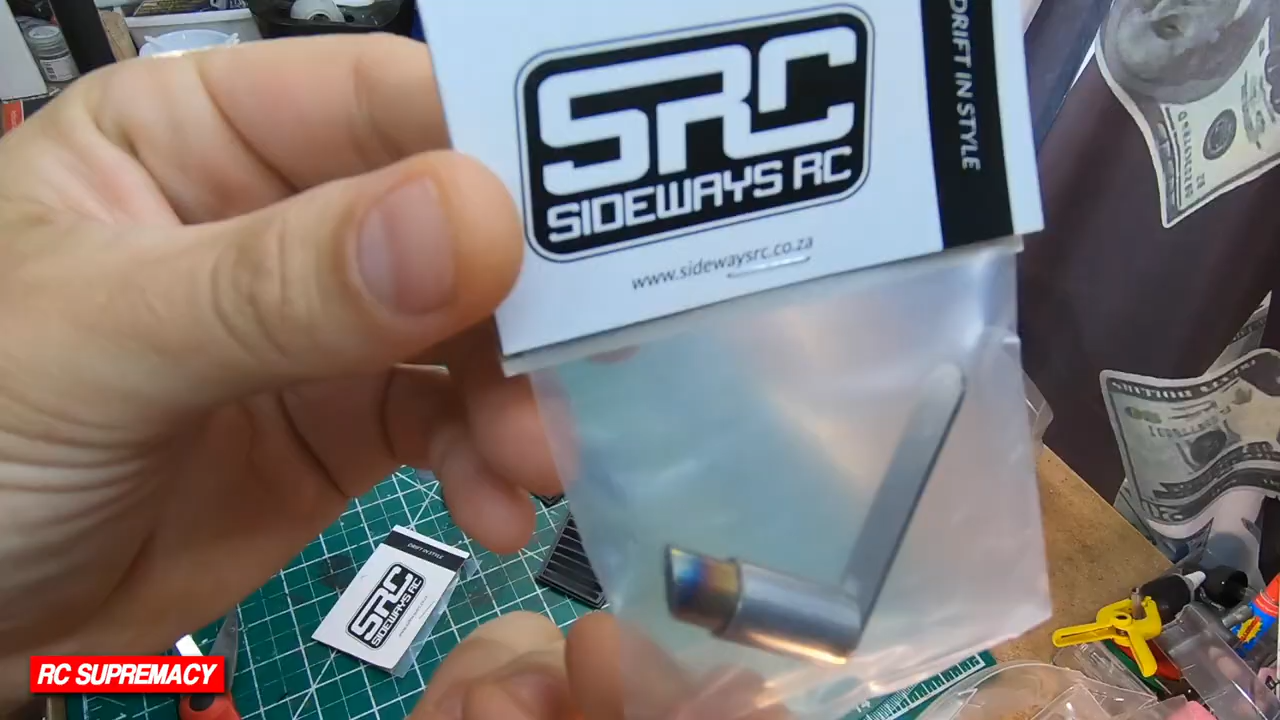 SRC
SIDEWAYS RC
www.sidewaysrc.co.za
DRIFT IN STYLE
DRIFT IN STYLE
SRC
SIDEWAYS RC
RC SUPREMACY